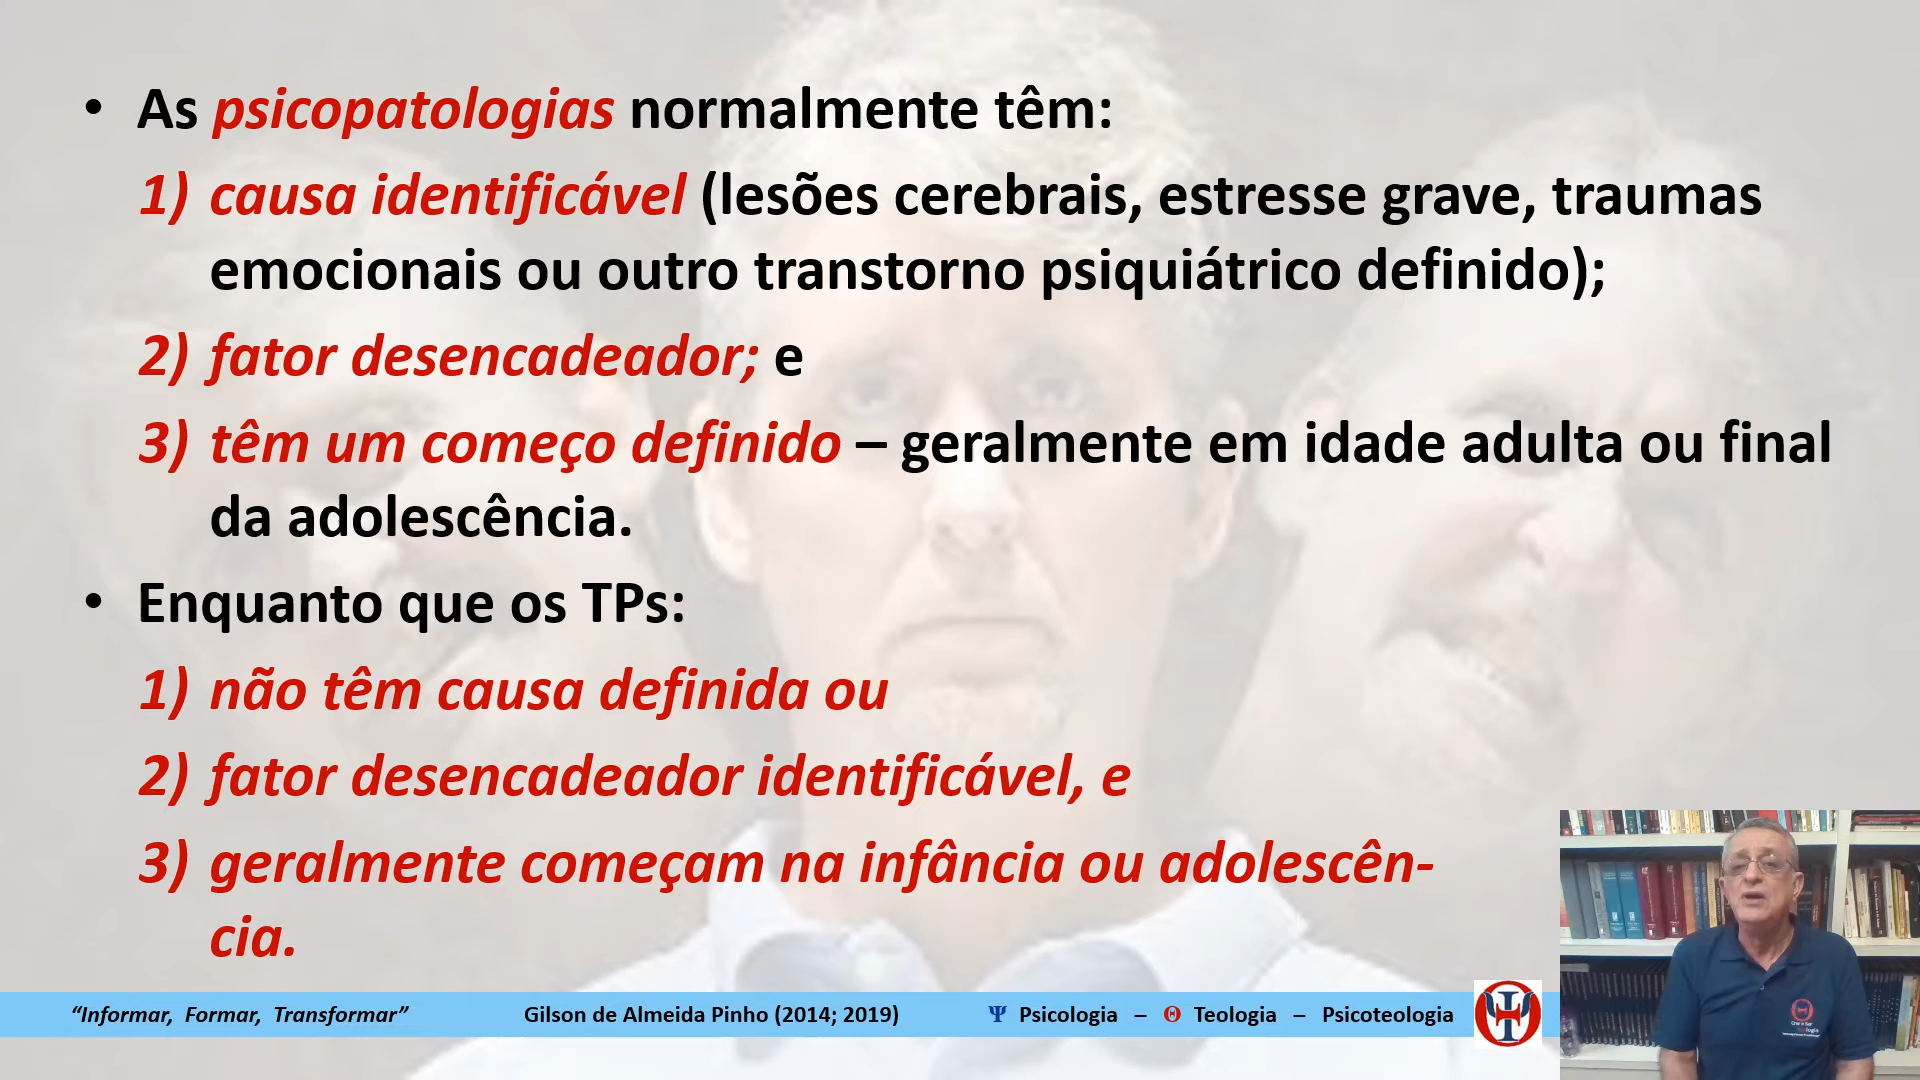 • As psicopatologias normalmente têm:
1) causa identificável (lesões cerebrais, estresse grave, traumas
emocionais ou outro transtorno psiquiátrico definido);
2) fator desencadeador; e
3) têm um começo definido – geralmente em idade adulta ou final
da adolescência.
• Enquanto que os TPs:
1) não têm causa definida ou
2) fator desencadeador identificável, e
3) geralmente começam na infância ou adolescên-
cia.
“Informar, Formar, Transformar” Gilson de Almeida Pinho (2014; 2019) Ψ Psicologia – Θ Teologia – Psicoteologia